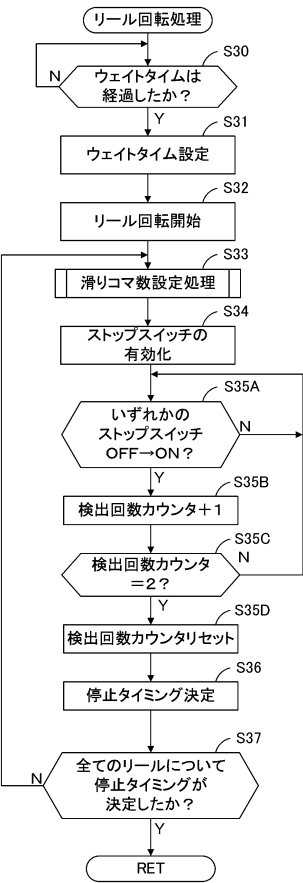 リール回転処理
S30
ウェイトタイムは
経過したか？
N
Y
S31
ウェイトタイム設定
S32
リール回転開始
S33
滑りコマ数設定処理
S34
ストップスイッチの
有効化
S35A
いずれかの
ストップスイッチ
OFF→ON？
N
Y
S35B
検出回数カウンタ＋1
S35C
検出回数カウンタ
＝2？
N
Y
S35D
検出回数カウンタリセット
S36
停止タイミング決定
S37
全てのリールについて
停止タイミングが
決定したか？
N
Y
RET